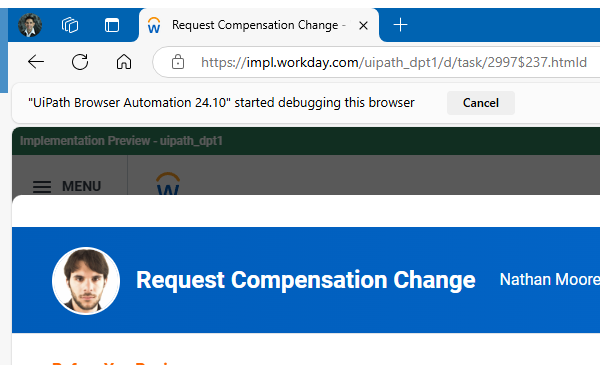 Request Compensation Change -
https://impl.workday.com/uipath_dpt1/d/task/2997$237.htmld
"UiPath Browser Automation 24.10" started debugging this browser
Cancel
Implementation Preview - uipath_dpt1
MENU
Request Compensation Change
Nathan Moore